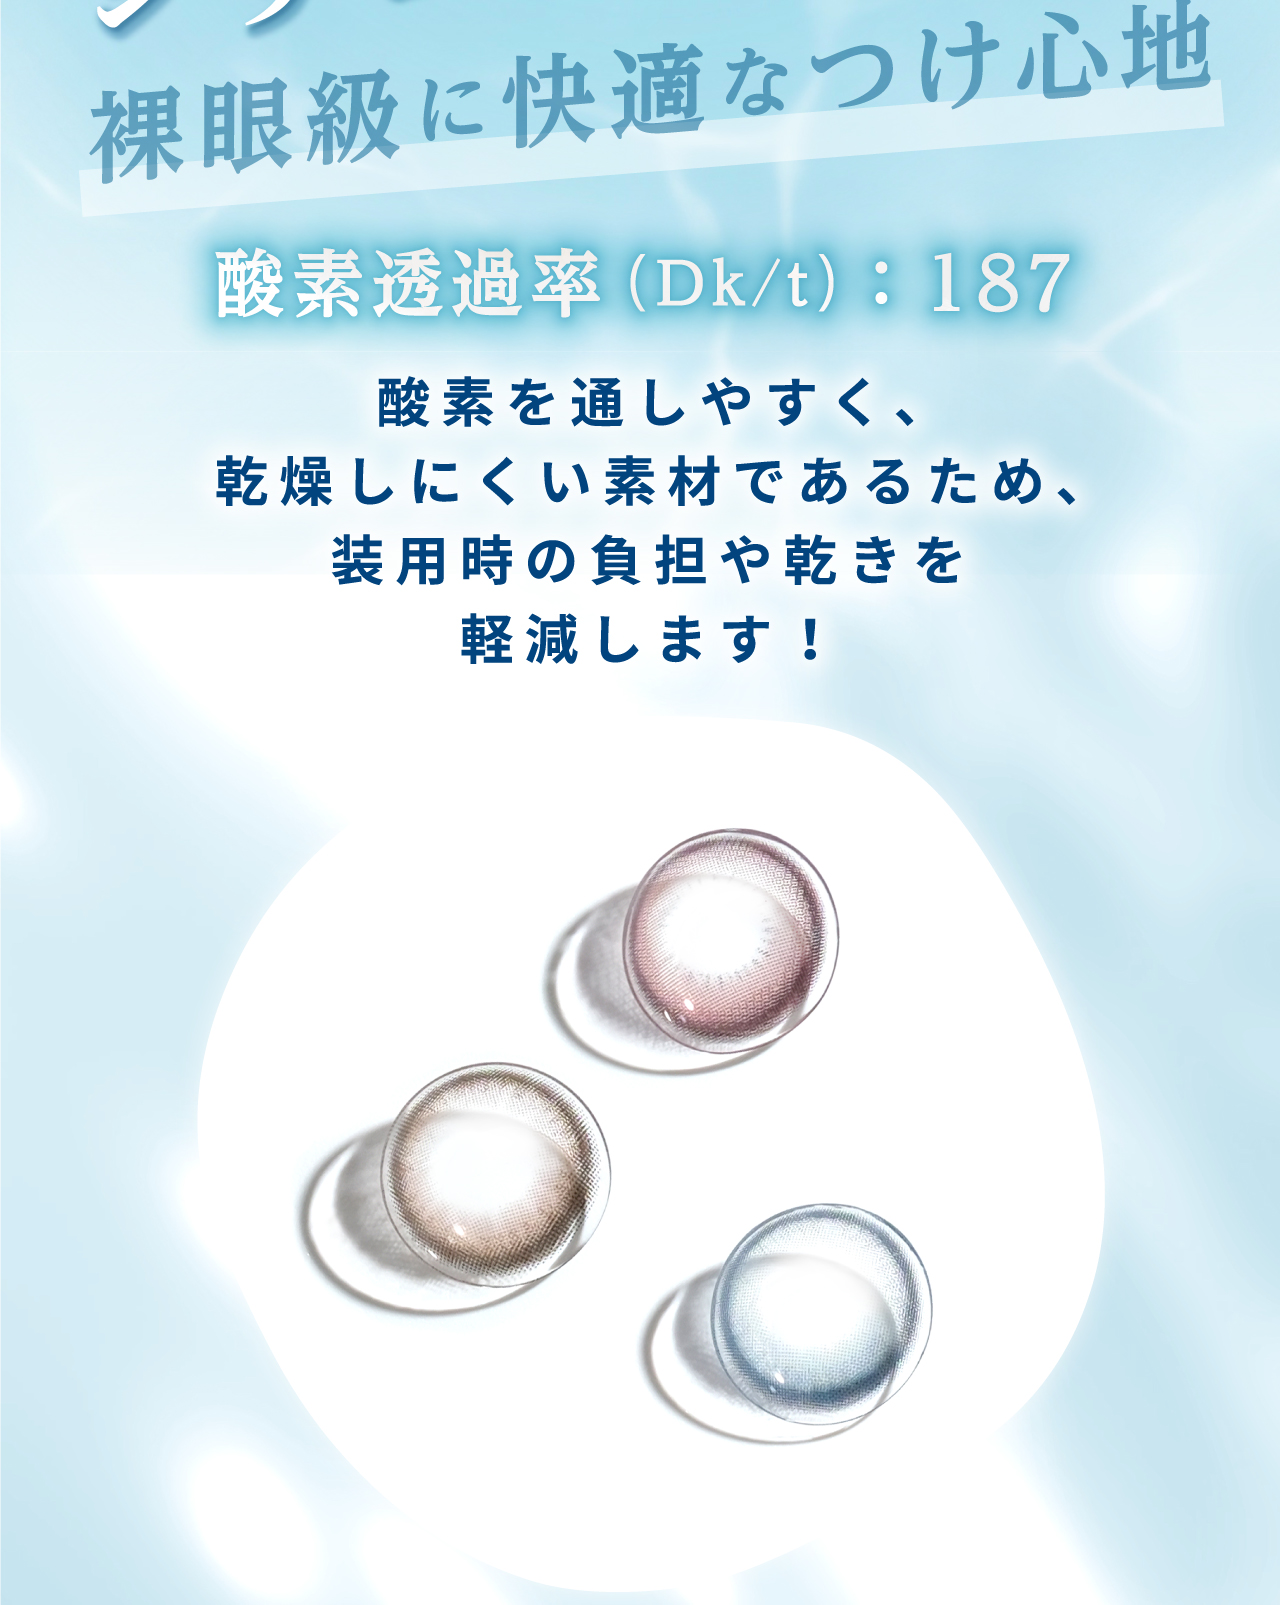 裸眼級に快適なつけ心地
酸素透過率(Dk/t)：187
酸素を通しやすく、
乾燥しにくい素材であるため、
装用時の負担や乾きを
軽減します！